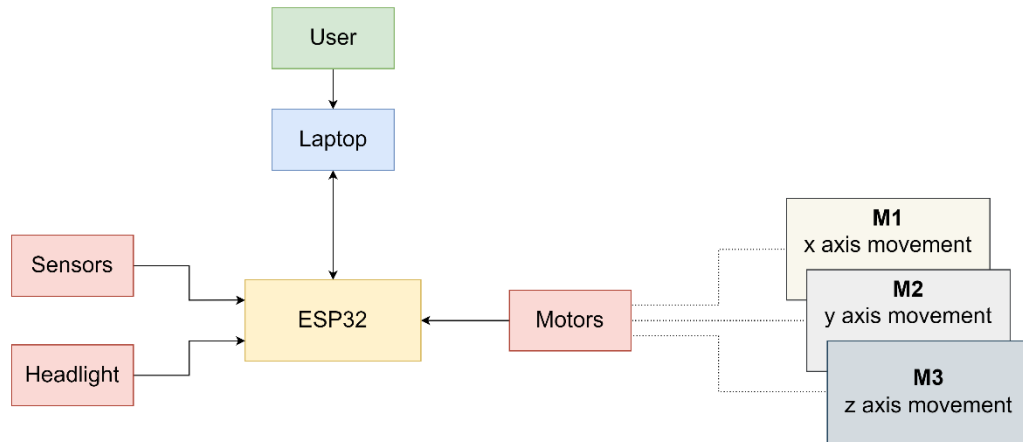 User
Laptop
Sensors
Headlight
ESP32
Motors
M1
x axis movement
M2
y axis movement
M3
z axis movement